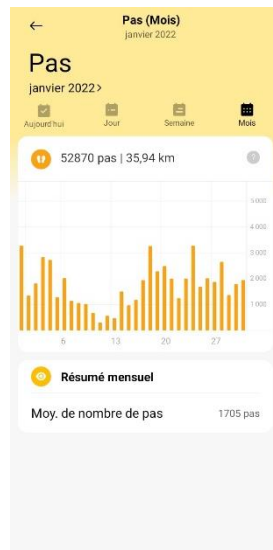 Pas (Mois)
janvier 2022
Pas
janvier 2022>
Aujourd'hui
Jour
Semaine
Mois
52870 pas | 35,94 km
?
5 000
4 000
3 000
2 000
1 000
6 13 20 27
Résumé mensuel
Moy. de nombre de pas 1705 pas